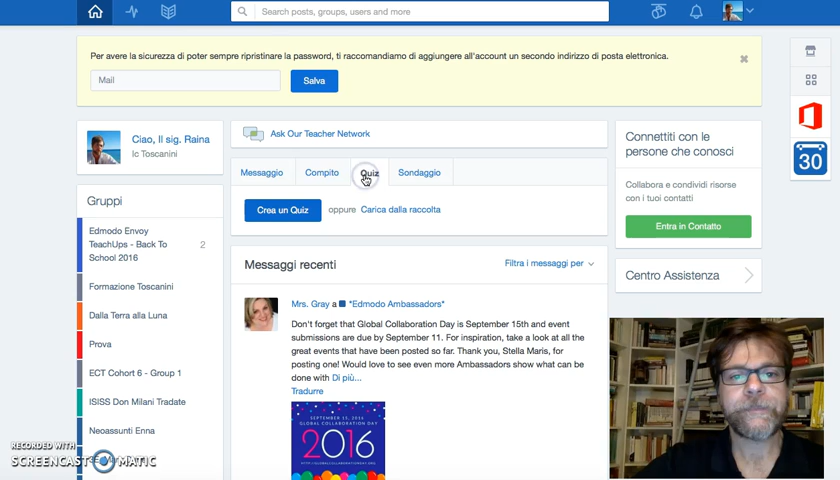 Search posts, groups, users and more
Per avere la sicurezza di poter sempre ripristinare la password, ti raccomandiamo di aggiungere all'account un secondo indirizzo di posta elettronica.
Mail
Salva
Ciao, Il sig. Raina
Ic Toscanini
Gruppi
Edmodo Envoy
TeachUps - Back To
School 2016
2
Formazione Toscanini
Dalla Terra alla Luna
Prova
ECT Cohort 6 - Group 1
ISISS Don Milani Tradate
Neoassunti Enna
Ask Our Teacher Network
Messaggio
Compito
Quiz
Sondaggio
Crea un Quiz
oppure
Carica dalla raccolta
Messaggi recenti
Filtra i messaggi per
Mrs. Gray a *Edmodo Ambassadors*
Don't forget that Global Collaboration Day is September 15th and event
submissions are due by September 11. For inspiration, take a look at all the
great events that have been posted so far. Thank you, Stella Maris, for
posting one! Would love to see even more Ambassadors show what can be
done with Di più...
Tradurre
SEPTEMBER 15, 2016
GLOBAL COLLABORATION DAY
2016
Connettiti con le
persone che conosci
Collabora e condividi risorse
con i tuoi contatti
Entra in Contatto
Centro Assistenza
30
RECORDED WITH
SCREENCAST MATIC